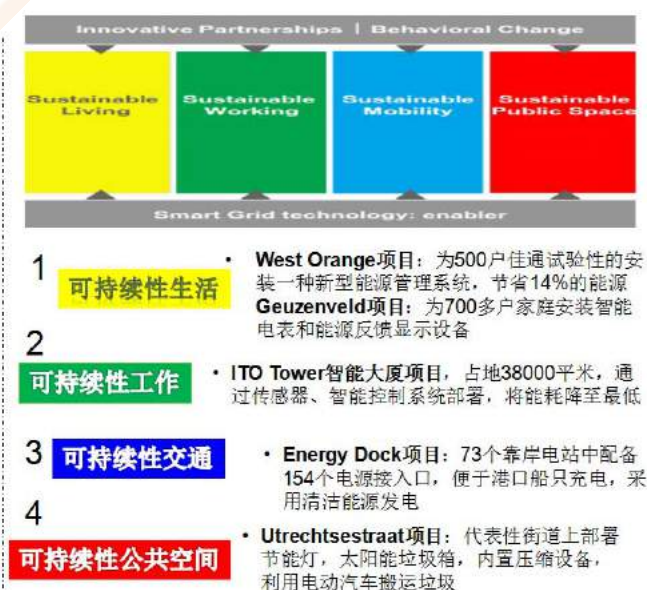 Innovative Partnerships | Behavioral Change
Sustainable Living
Sustainable Working
Sustainable Mobility
Sustainable Public Space
Smart Grid technology: enabler
1
可持续性生活
• West Orange项目：为500户佳通试验性的安
装一种新型能源管理系统，节省14%的能源
Geuzenveld项目：为700多户家庭安装智能
电表和能源反馈显示设备
2
可持续性工作
• ITO Tower智能大厦项目，占地38000平米，通
过传感器、智能控制系统部署，将能耗降至最低
3
可持续性交通
• Energy Dock项目：73个靠岸电站中配备
154个电源接入口，便于港口船只充电，采
用清洁能源发电
4
可持续性公共空间
• Utrechtsestraat项目：代表性街道上部署
节能灯，太阳能垃圾箱，内置压缩设备，
利用电动汽车搬运垃圾